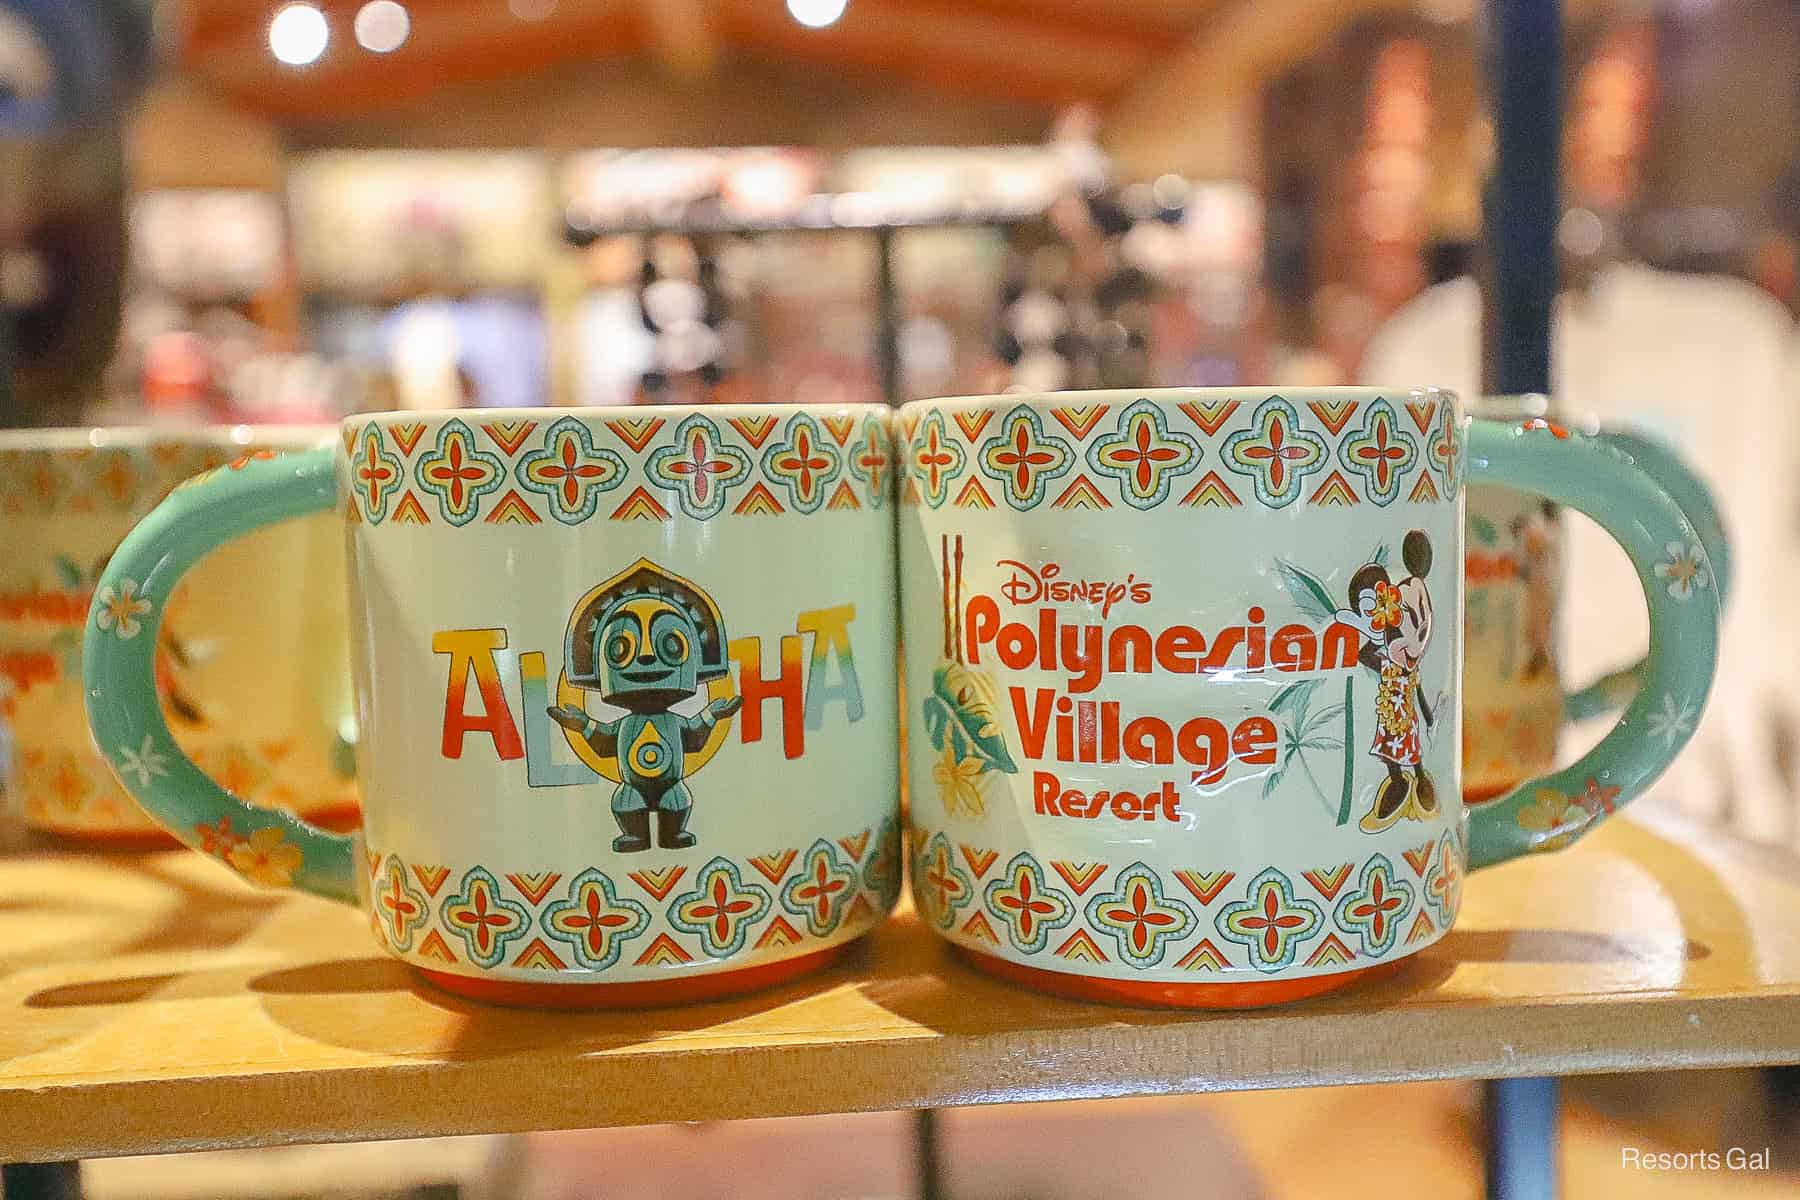 ALOHA
Disney's
Polynesian
Village
Resort
Resorts Gal